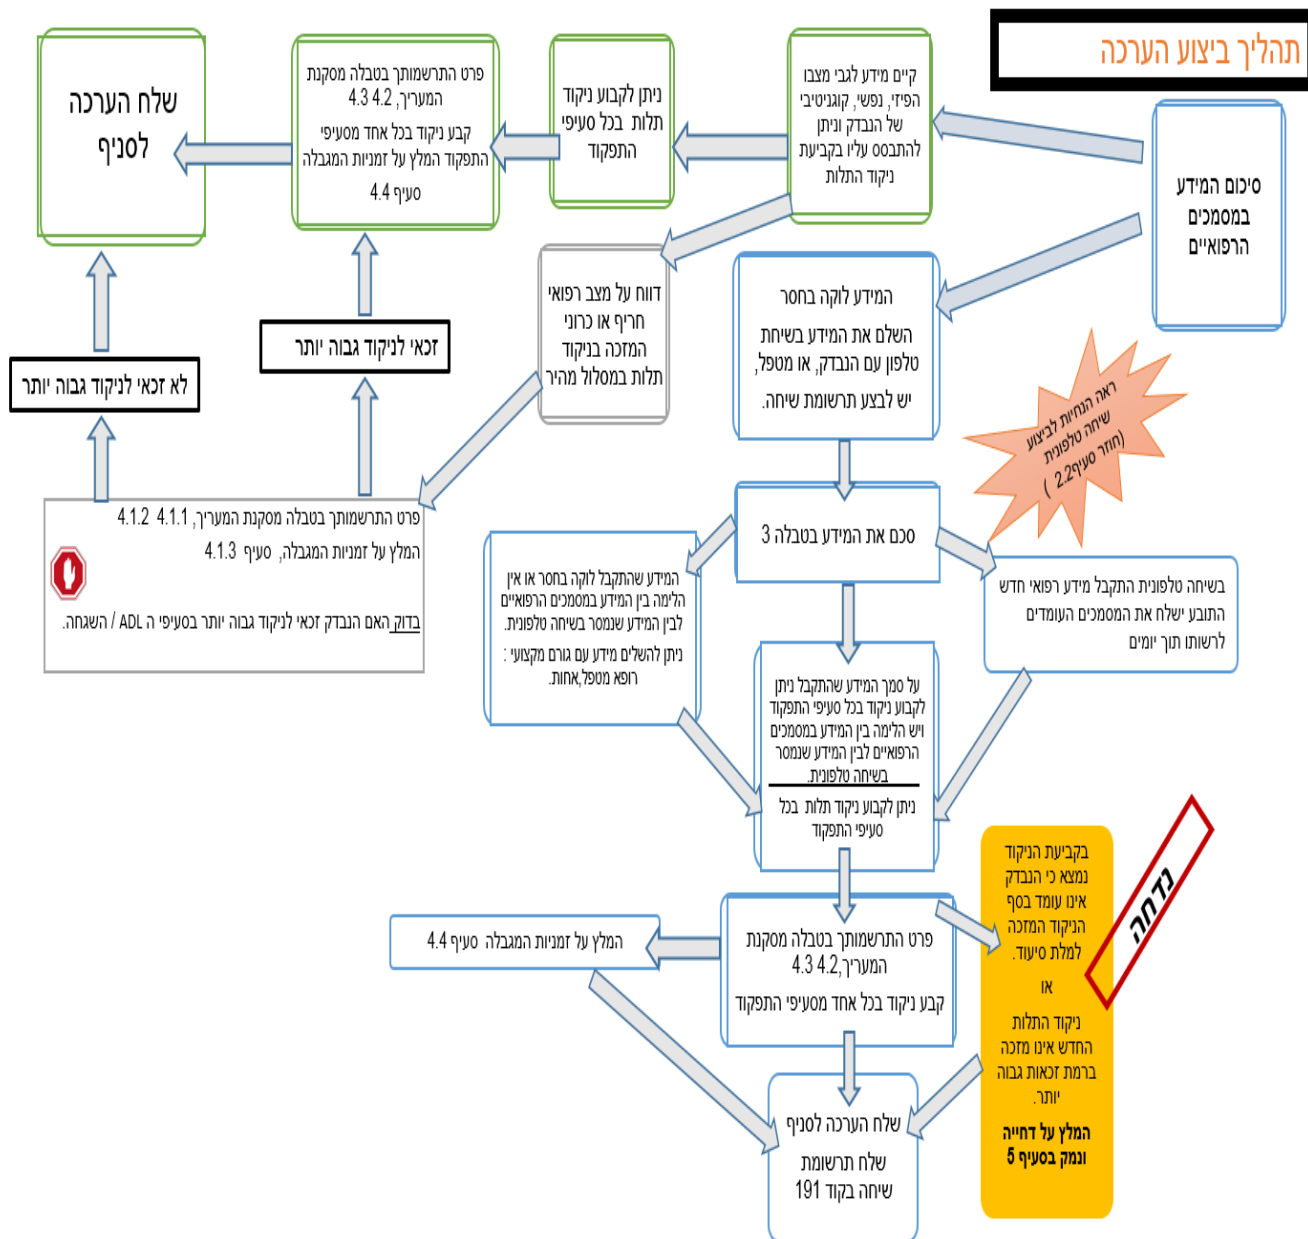 תהליך ביצוע הערכה
סיכום המידע
במסמכים
הרפואיים
קיים מידע לגבי מצבו
הפיזי, נפשי, קוגניטיבי
של הנבדק וניתן
להתבסס עליו בקביעת
ניקוד התלות
ניתן לקבוע ניקוד
תלות בכל סעיפי
התפקוד
פרט התרשמותך בטבלה מסקנת
המעריך, 4.2 4.3
קבע ניקוד בכל אחד מסעיפי
התפקוד המלץ על זמניות המגבלה
סעיף 4.4
שלח הערכה
לסניף
דווח על מצב רפואי
חריף או כרוני
המזכה בניקוד
תלות במסלול מהיר
זכאי לניקוד גבוה יותר
לא זכאי לניקוד גבוה יותר
פרט התרשמותך בטבלה מסקנת המעריך, 4.1.1 4.1.2
המלץ על זמניות המגבלה, סעיף 4.1.3
בדוק האם הנבדק זכאי לניקוד גבוה יותר בסעיפי ה ADL / השגחה.
המידע לוקה בחסר
השלם את המידע בשיחת
טלפון עם הנבדק, או מטפל,
יש לבצע תרשומת שיחה.
ראה הנחיות לביצוע
שיחה טלפונית
(חוזר סעיף 2.2 )
סכם את המידע בטבלה 3
בשיחה טלפונית התקבל מידע רפואי חדש
התובע ישלח את המסמכים העומדים
לרשותו תוך יומים
המידע שהתקבל לוקה בחסר או אין
הלימה בין המידע במסמכים הרפואיים
לבין המידע שנמסר בשיחה טלפונית.
ניתן להשלים מידע עם גורם מקצועי :
רופא מטפל,אחות.
על סמך המידע שהתקבל ניתן
לקבוע ניקוד בכל סעיפי התפקוד
ויש הלימה בין המידע במסמכים
הרפואיים לבין המידע שנמסר
בשיחה טלפונית.
ניתן לקבוע ניקוד תלות בכל
סעיפי התפקוד
פרט התרשמותך בטבלה מסקנת
המעריך,4.2 4.3
קבע ניקוד בכל אחד מסעיפי התפקוד
המלץ על זמניות המגבלה סעיף 4.4
בקביעת הניקוד
נמצא כי הנבדק
אינו עומד בסף
הניקוד המזכה
למלת סיעוד.
או
ניקוד התלות
החדש אינו מזכה
ברמת זכאות גבוה
יותר.
המלץ על דחייה
ונמק בסעיף 5
נדחה
שלח הערכה לסניף
שלח תרשומת
שיחה בקוד 191